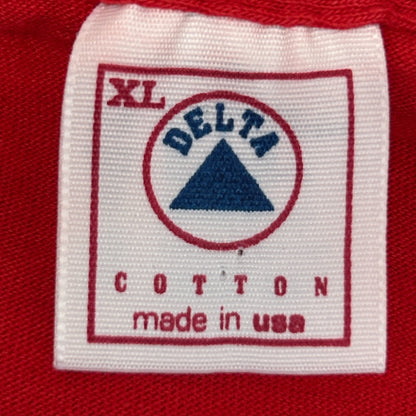 XL
DELTA
COTTON
made in usa